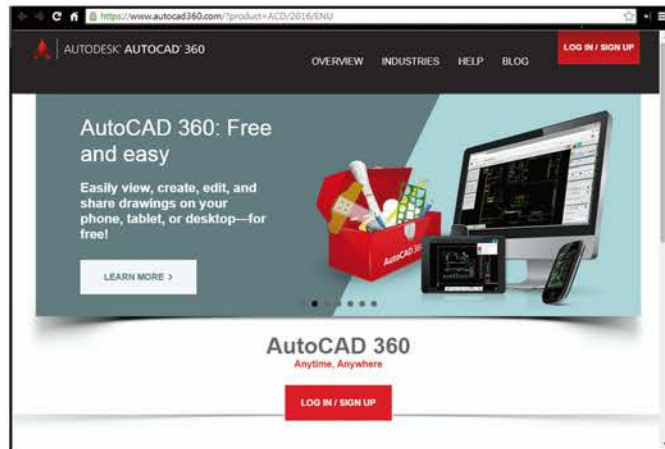 https://www.autocad360.com/?product=ACD/2016/ENU
AUTODESK® AUTOCAD® 360
OVERVIEW INDUSTRIES HELP BLOG
LOG IN / SIGN UP
AutoCAD 360: Free
and easy
Easily view, create, edit, and
share drawings on your
phone, tablet, or desktop—for
free!
LEARN MORE >
AutoCAD 360
AutoCAD 360
Anytime, Anywhere
LOG IN / SIGN UP